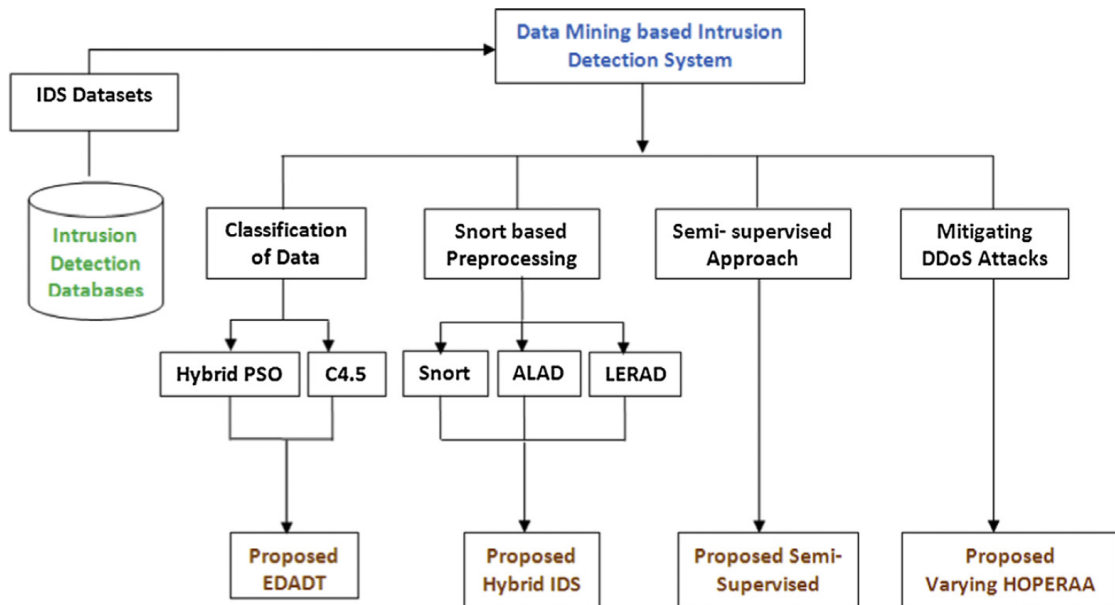 Data Mining based Intrusion
Detection System
IDS Datasets
Intrusion
Detection
Databases
Classification
of Data
Snort based
Preprocessing
Semi- supervised
Approach
Mitigating
DDoS Attacks
Hybrid PSO
C4.5
Snort
ALAD
LERAD
Proposed
EDADT
Proposed
Hybrid IDS
Proposed Semi-
Supervised
Proposed
Varying HOPERAA